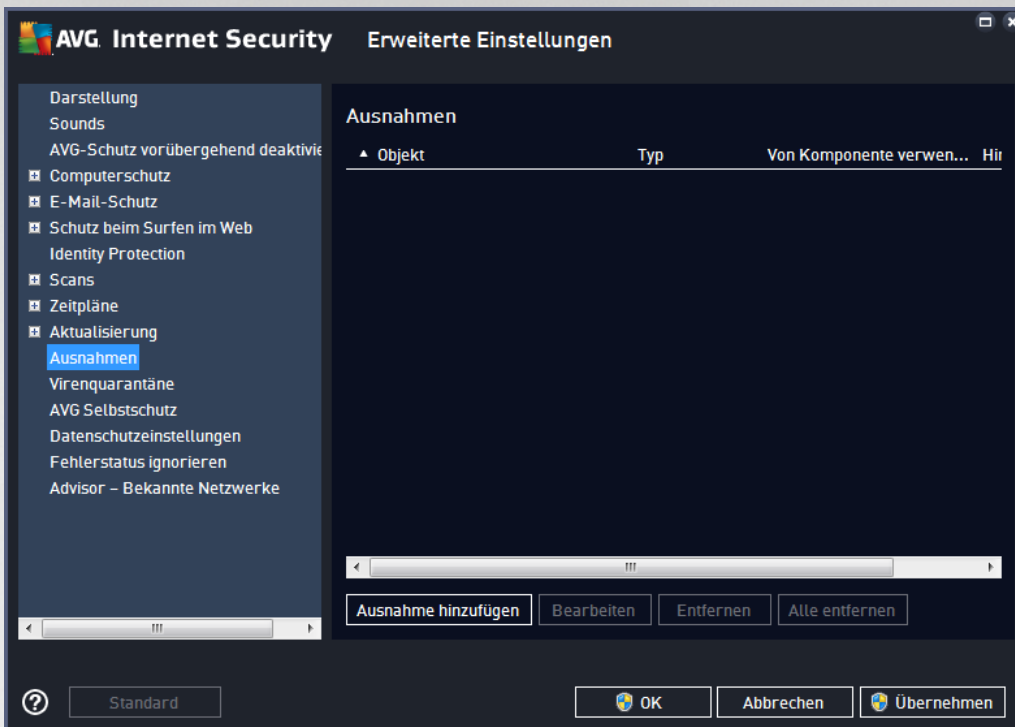 AVG. Internet Security Erweiterte Einstellungen
Darstellung
Sounds
AVG-Schutz vorübergehend deaktivie
Computerschutz
E-Mail-Schutz
Schutz beim Surfen im Web
Identity Protection
Scans
Zeitpläne
Aktualisierung
Ausnahmen
Virenquarantäne
AVG Selbstschutz
Datenschutzeinstellungen
Fehlerstatus ignorieren
Advisor – Bekannte Netzwerke
Ausnahmen
Objekt Typ Von Komponente verwen... Hir
Ausnahme hinzufügen Bearbeiten Entfernen Alle entfernen
Standard OK Abbrechen Übernehmen